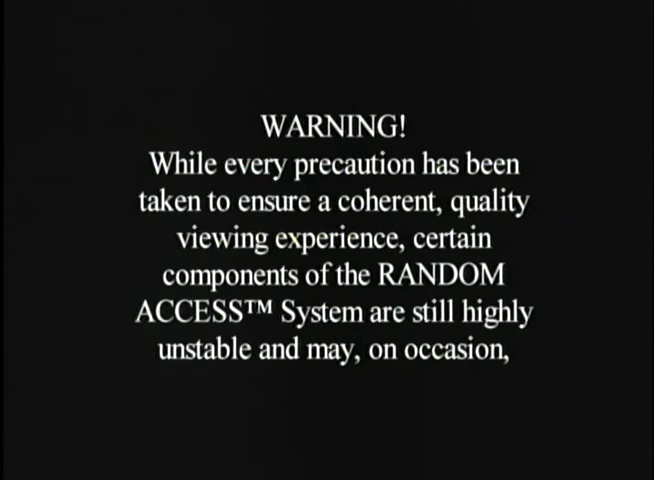 WARNING!
While every precaution has been
taken to ensure a coherent, quality
viewing experience, certain
components of the RANDOM
ACCESS™ System are still highly
unstable and may, on occasion,